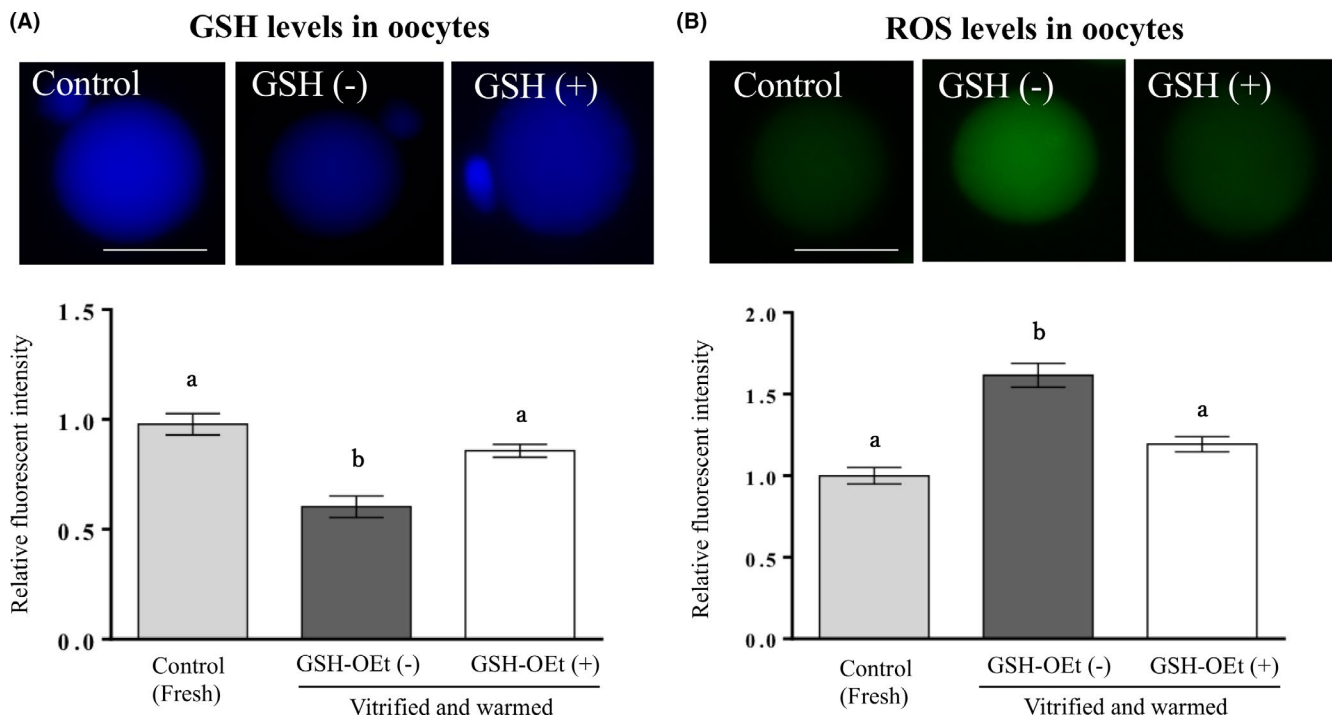 (A)
GSH levels in oocytes
Control
GSH (-)
GSH (+)
Relative fluorescent intensity
1.5
1.0
0.5
0.0
a
b
a
Control
(Fresh)
GSH-OEt (-)
GSH-OEt (+)
Vitrified and warmed
(B)
ROS levels in oocytes
Control
GSH (-)
GSH (+)
Relative fluorescent intensity
2.0
1.5
1.0
0.5
0.0
a
b
a
Control
(Fresh)
GSH-OEt (-)
GSH-OEt (+)
Vitrified and warmed